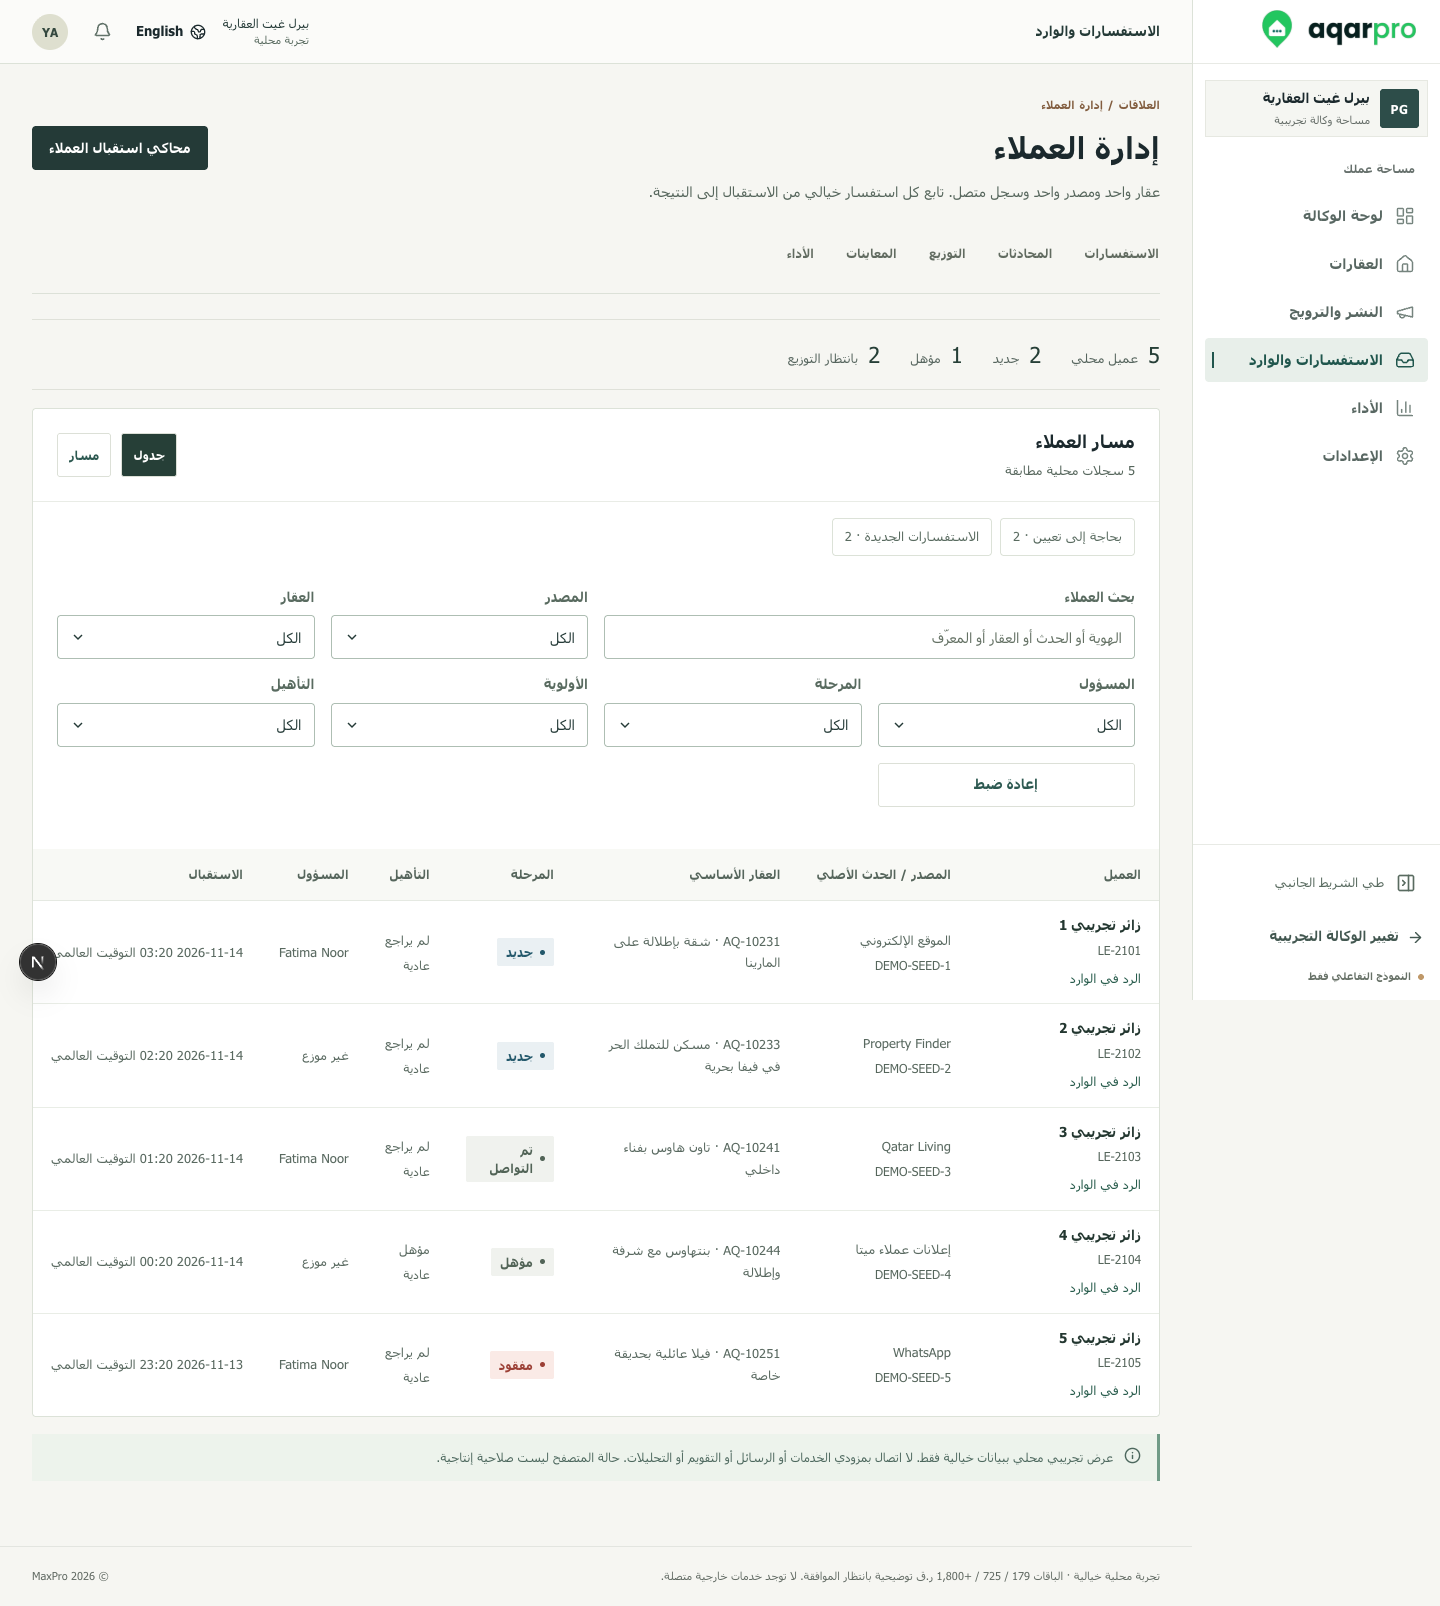 aqarpro
PG
بيرل غيت العقارية
مساحة وكالة تجريبية
مساحة عملك
لوحة الوكالة
العقارات
النشر والترويج
الاستفسارات والوارد
الأداء
الإعدادات
طي الشريط الجانبي
تغيير الوكالة التجريبية
النموذج التفاعلي فقط
الاستفسارات والوارد
بيرل غيت العقارية
تجربة محلية
English
YA
العلاقات / إدارة العملاء
إدارة العملاء
محاكي استقبال العملاء
عقار واحد ومصدر واحد وسجل متصل. تابع كل استفسار خيالي من الاستقبال إلى النتيجة.
الاستفسارات المحادثات التوزيع المعاينات الأداء
5 عميل محلي 2 جديد 1 مؤهل 2 بانتظار التوزيع
مسار العملاء
5 سجلات محلية مطابقة
جدول مسار
بحاجة إلى تعيين · 2 الاستفسارات الجديدة · 2
بحث العملاء المصدر العقار
الهوية أو الحدث أو العقار أو المعرّف الكل الكل
المسؤول المرحلة الأولوية التأهيل
الكل الكل الكل الكل
إعادة ضبط
العميل المصدر / الحدث الأصلي العقار الأساسي المرحلة التأهيل المسؤول الاستقبال
زائر تجريبي 1
LE-2101
الرد في الوارد
الموقع الإلكتروني
DEMO-SEED-1
AQ-10231 · شقة بإطلالة على
المارينا
جديد
لم يراجع
عادية
Fatima Noor
2026-11-14 03:20 التوقيت العالمي
زائر تجريبي 2
LE-2102
الرد في الوارد
Property Finder
DEMO-SEED-2
AQ-10233 · مسكن للتملك الحر
في فيفا بحرية
جديد
لم يراجع
عادية
غير موزع
2026-11-14 02:20 التوقيت العالمي
زائر تجريبي 3
LE-2103
الرد في الوارد
Qatar Living
DEMO-SEED-3
AQ-10241 · تاون هاوس بفناء
داخلي
تم
التواصل
لم يراجع
عادية
Fatima Noor
2026-11-14 01:20 التوقيت العالمي
زائر تجريبي 4
LE-2104
الرد في الوارد
إعلانات عملاء ميتا
DEMO-SEED-4
AQ-10244 · بنتهاوس مع شرفة
وإطلالة
مؤهل
مؤهل
عادية
غير موزع
2026-11-14 00:20 التوقيت العالمي
زائر تجريبي 5
LE-2105
الرد في الوارد
WhatsApp
DEMO-SEED-5
AQ-10251 · فيلا عائلية بحديقة
خاصة
مفقود
لم يراجع
عادية
Fatima Noor
2026-11-13 23:20 التوقيت العالمي
N
عرض تجريبي محلي ببيانات خيالية فقط. لا اتصال بمزودي الخدمات أو الرسائل أو التقويم أو التحليلات. حالة المتصفح ليست صلاحية إنتاجية.
تجربة محلية خيالية · الباقات 179 / 725 / +1,800 ر.ق توضيحية بانتظار الموافقة. لا توجد خدمات خارجية متصلة.
© MaxPro 2026